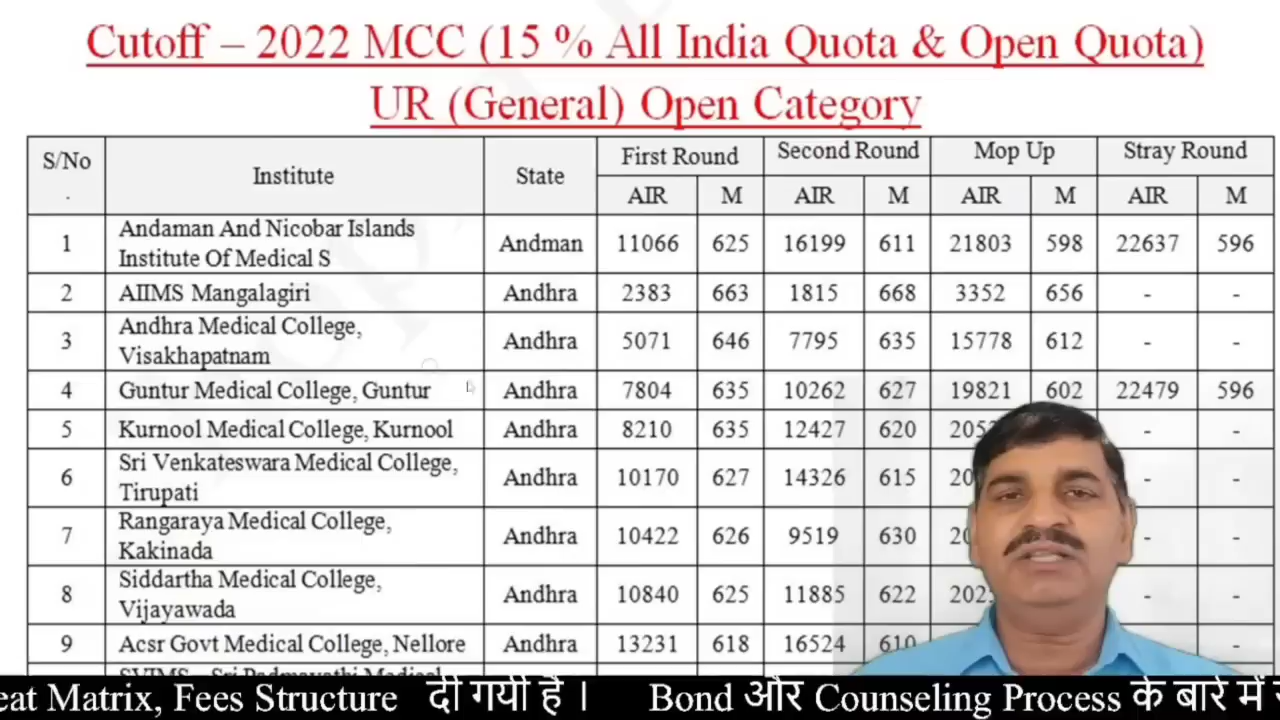 Cutoff – 2022 MCC (15 % All India Quota & Open Quota)
UR (General) Open Category
S/No. Institute State First Round Second Round Mop Up Stray Round
AIR M AIR M AIR M AIR M
1 Andaman And Nicobar Islands Institute Of Medical S Andman 11066 625 16199 611 21803 598 22637 596
2 AIIMS Mangalagiri Andhra 2383 663 1815 668 3352 656 - -
3 Andhra Medical College, Visakhapatnam Andhra 5071 646 7795 635 15778 612 - -
4 Guntur Medical College, Guntur Andhra 7804 635 10262 627 19821 602 22479 596
5 Kurnool Medical College, Kurnool Andhra 8210 635 12427 620 - -
6 Sri Venkateswara Medical College, Tirupati Andhra 10170 627 14326 615 - -
7 Rangaraya Medical College, Kakinada Andhra 10422 626 9519 630 - -
8 Siddartha Medical College, Vijayawada Andhra 10840 625 11885 622 - -
9 Acsr Govt Medical College, Nellore Andhra 13231 618 16524 610 - -
Matrix, Fees Structure दी गयी है । Bond और Counseling Process के बारे में